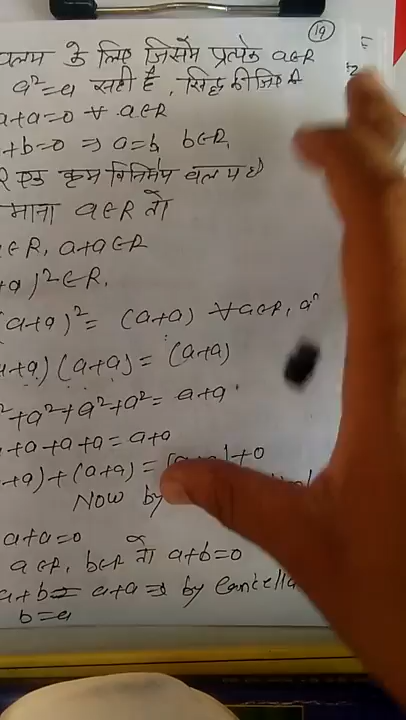 19
वलय के लिए जिसमें प्रत्येक a∈R
a²=a सही है, सिद्ध कीजिए
a+a=0 ∀ a∈R
+b=0 ⇒ a=b, b∈R,
R एक क्रम विनिमेय वलय है
माना a∈R तो
∈R, a+a∈R
+a)²∈R.
(a+a)² = (a+a) ∀a∈R,
+a) (a+a) = (a+a)
²+a²+a²+a² = a+a
+a+a+a = a+a
+a)+(a+a) = +0
Now by
a+a=0
a∈R, b∈R तो a+b=0
a+b = a+a ⇒ by
b=a